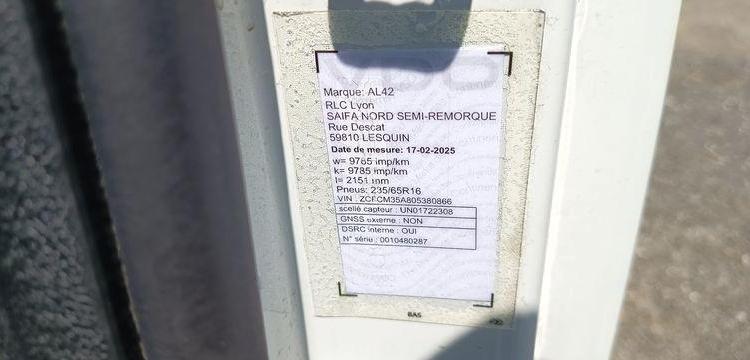 Marque: AL42
RLC Lyon
SAIFA NORD SEMI-REMORQUE
Rue Descat
59810 LESQUIN
Date de mesure: 17-02-2025
w= 9765 imp/km
k= 9785 imp/km
l= 2151 mm
Pneus: 235/65R16
VIN : ZCFCM35A805380866
scellé capteur : UN01722308
GNSS externe : NON
DSRC interne : OUI
N° série : 0010480287
BAS